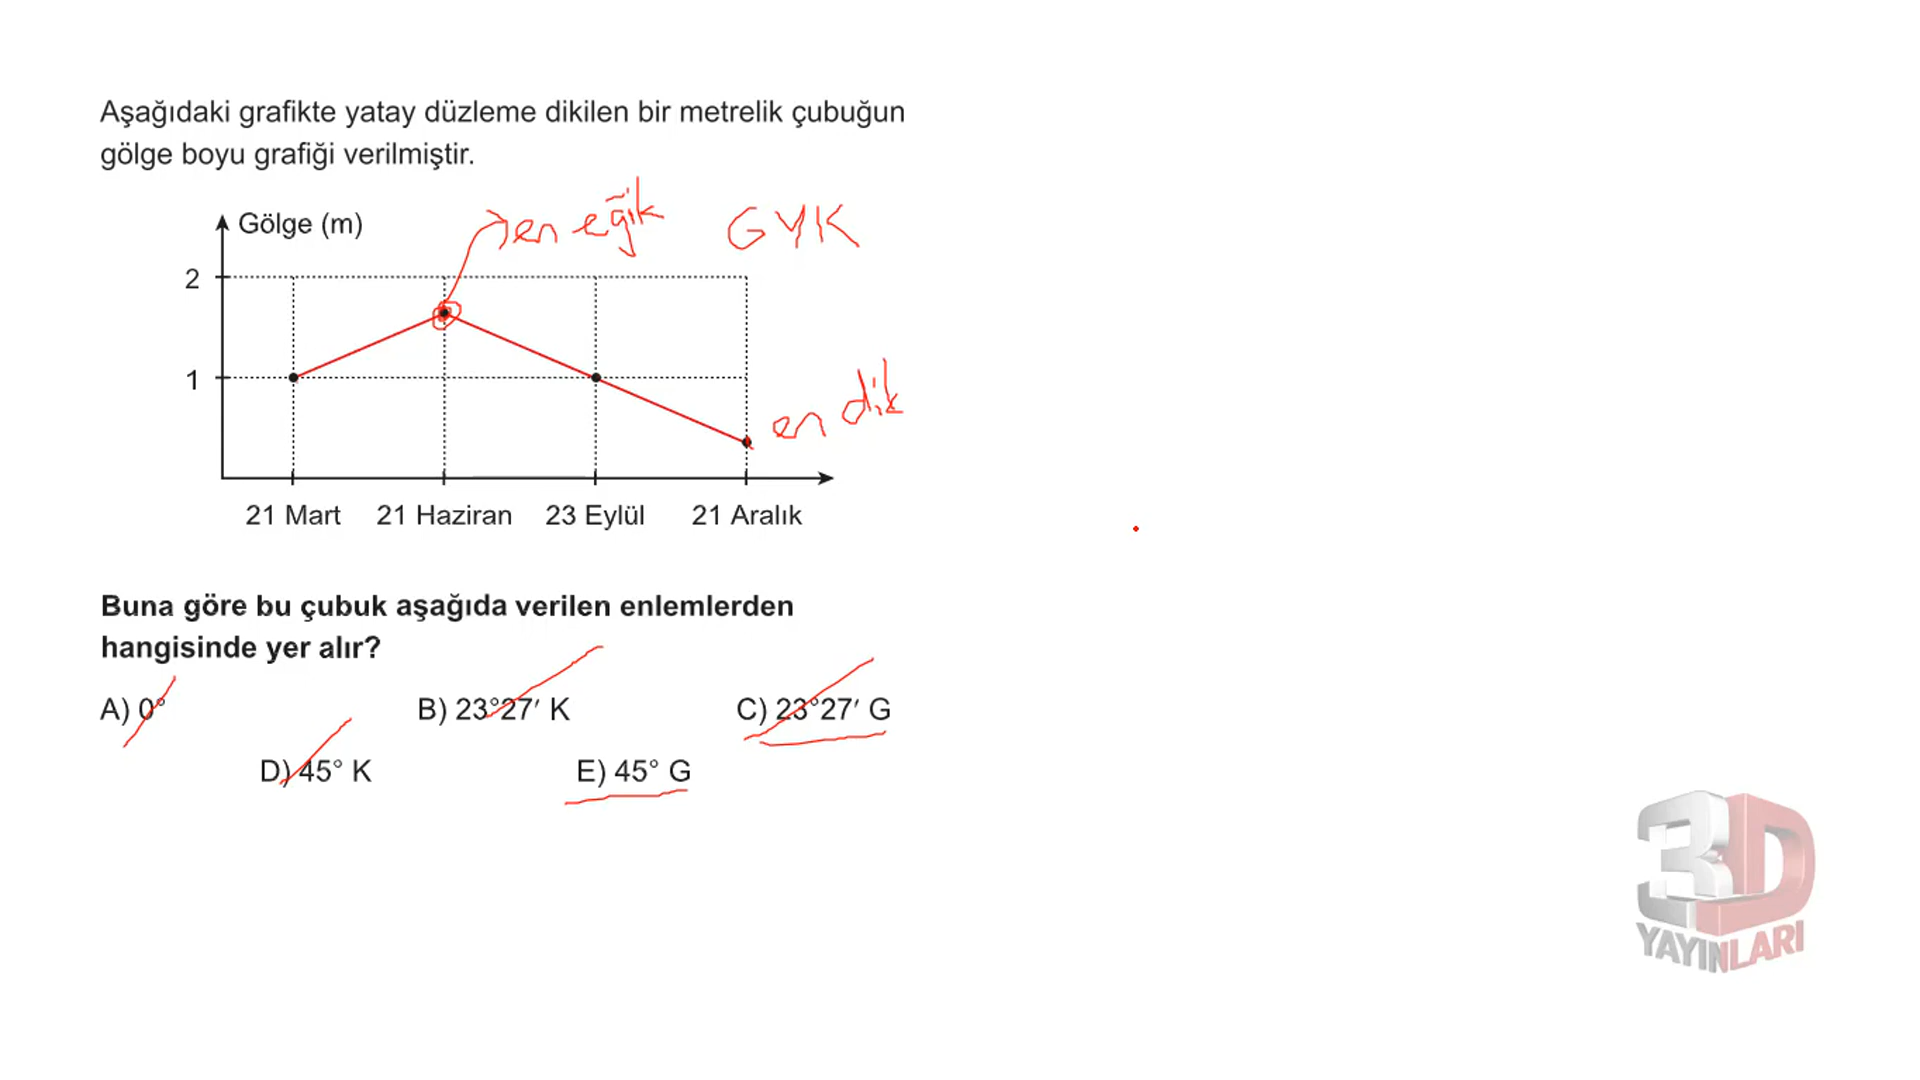 Aşağıdaki grafikte yatay düzleme dikilen bir metrelik çubuğun
gölge boyu grafiği verilmiştir.
Gölge (m)
en eğik
GYK
2
1
en dik
21 Mart 21 Haziran 23 Eylül 21 Aralık
Buna göre bu çubuk aşağıda verilen enlemlerden
hangisinde yer alır?
A) 0° B) 23°27′ K C) 23°27′ G
D) 45° K E) 45° G
3D
YAYINLARI